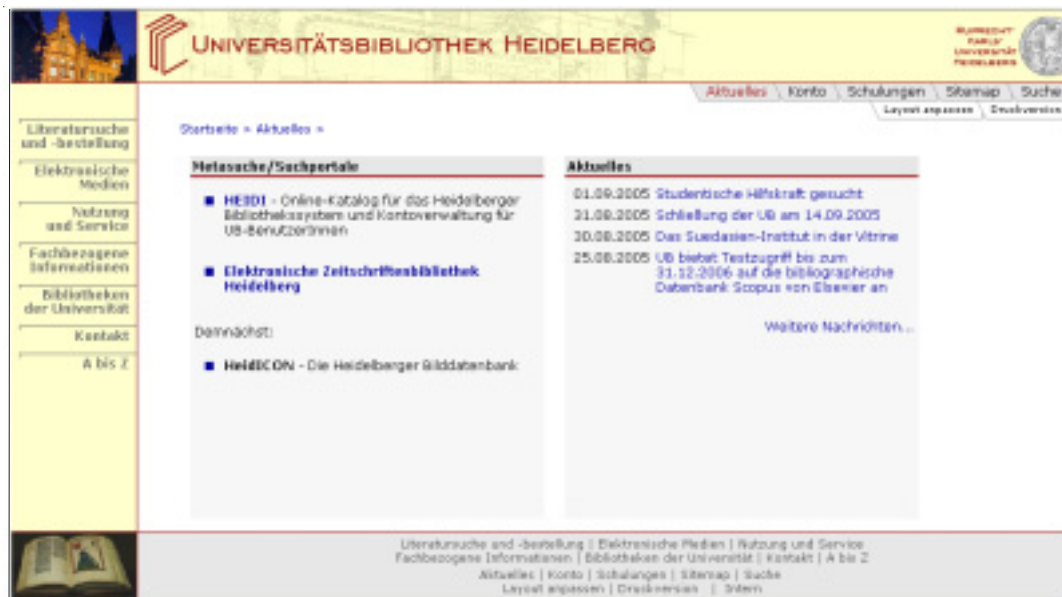 UNIVERSITÄTSBIBLIOTHEK HEIDELBERG
RUPRECHT-
KARLS-
UNIVERSITÄT
HEIDELBERG
Aktuelles \ Konto \ Schulungen \ Sitemap \ Suche
Layout anpassen \ Druckversion
Literatursuche
und -bestellung
Elektronische
Medien
Nutzung
und Service
Fachbezogene
Informationen
Bibliotheken
der Universität
Kontakt
A bis Z
Startseite » Aktuelles »
Metasuche/Suchportale
HEIDI - Online-Katalog für das Heidelberger
Bibliothekssystem und Kontoverwaltung für
UB-BenutzerInnen
Elektronische Zeitschriftenbibliothek
Heidelberg
Demnächst:
HeidICON - Die Heidelberger Bilddatenbank
Aktuelles
01.09.2005 Studentische Hilfskraft gesucht
31.08.2005 Schließung der UB am 14.09.2005
30.08.2005 Das Suedasien-Institut in der Vitrine
25.08.2005 UB bietet Testzugriff bis zum
31.12.2006 auf die bibliographische
Datenbank Scopus von Elsevier an
Weitere Nachrichten...
Literatursuche und -bestellung | Elektronische Medien | Nutzung und Service
Fachbezogene Informationen | Bibliotheken der Universität | Kontakt | A bis Z
Aktuelles | Konto | Schulungen | Sitemap | Suche
Layout anpassen | Druckversion | Intern